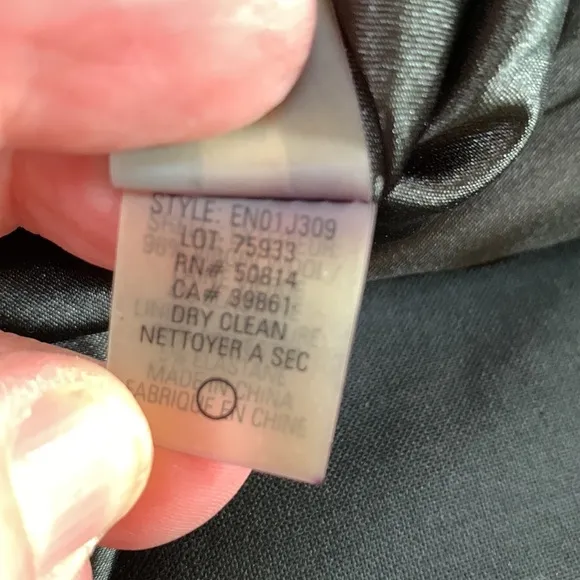 STYLE: EN01J309
LOT: 75933
RN# 50814
CA# 39861
DRY CLEAN
NETTOYER A SEC
MADE IN CHINA
FABRIQUE EN CHINE